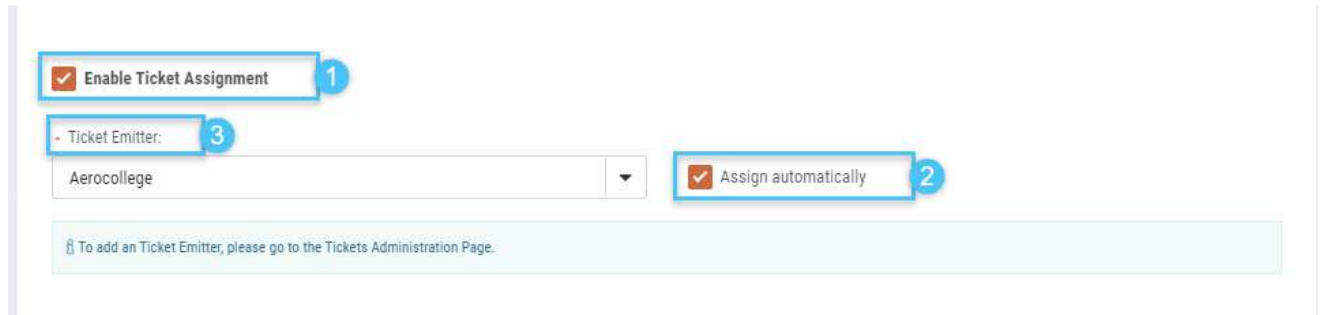 Enable Ticket Assignment 1
- Ticket Emitter: 3
Aerocollege
Assign automatically 2
To add an Ticket Emitter, please go to the Tickets Administration Page.